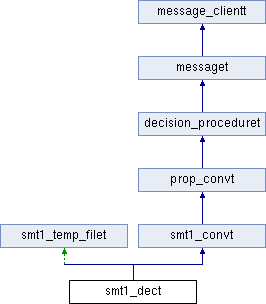 message_clientt
messaget
decision_proceduret
prop_convt
smt1_temp_filet
smt1_convt
smt1_dect